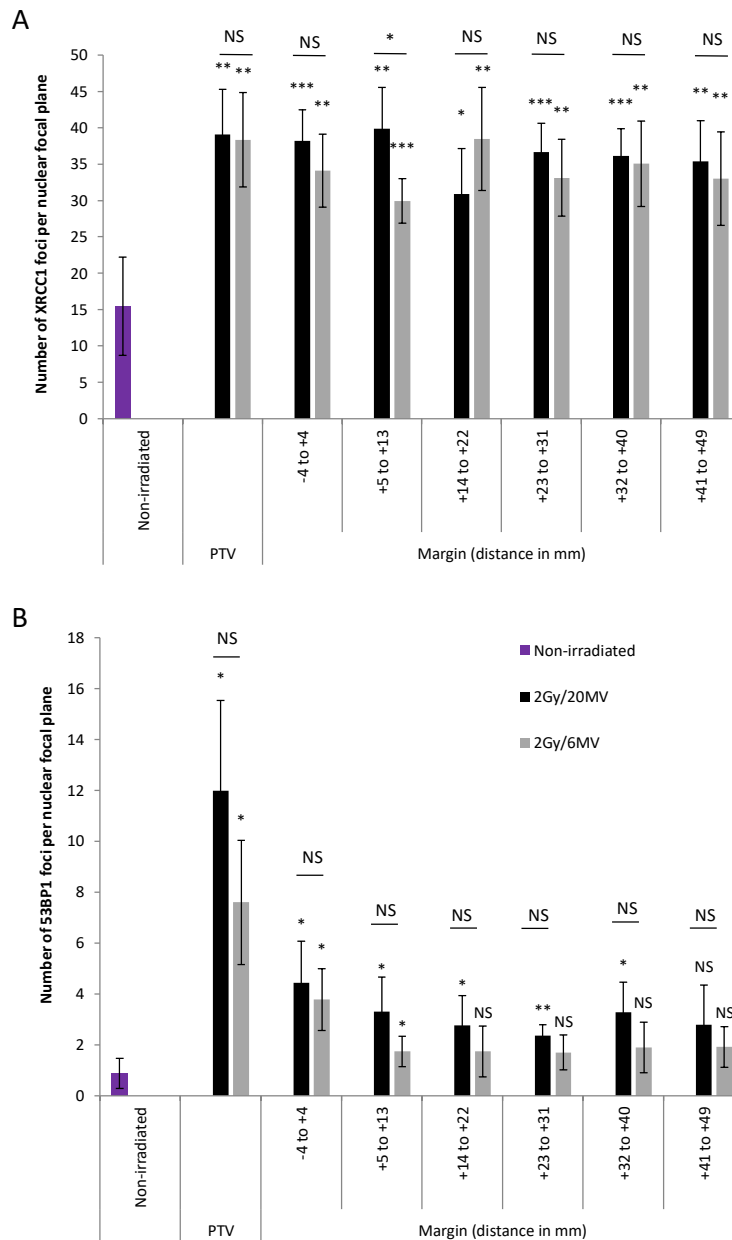 A
NS NS * NS NS NS NS
** ** *** ** ** *** * ** *** ** *** ** ** **
Number of XRCC1 foci per nuclear focal plane
50
45
40
35
30
25
20
15
10
5
0
Non-irradiated
-4 to +4
+5 to +13
+14 to +22
+23 to +31
+32 to +40
+41 to +49
PTV Margin (distance in mm)
B
Number of 53BP1 foci per nuclear focal plane
18
16
14
12
10
8
6
4
2
0
NS NS NS NS NS NS NS
* * * * * * * NS ** NS * NS NS NS
Non-irradiated
2Gy/20MV
2Gy/6MV
Non-irradiated
-4 to +4
+5 to +13
+14 to +22
+23 to +31
+32 to +40
+41 to +49
PTV Margin (distance in mm)